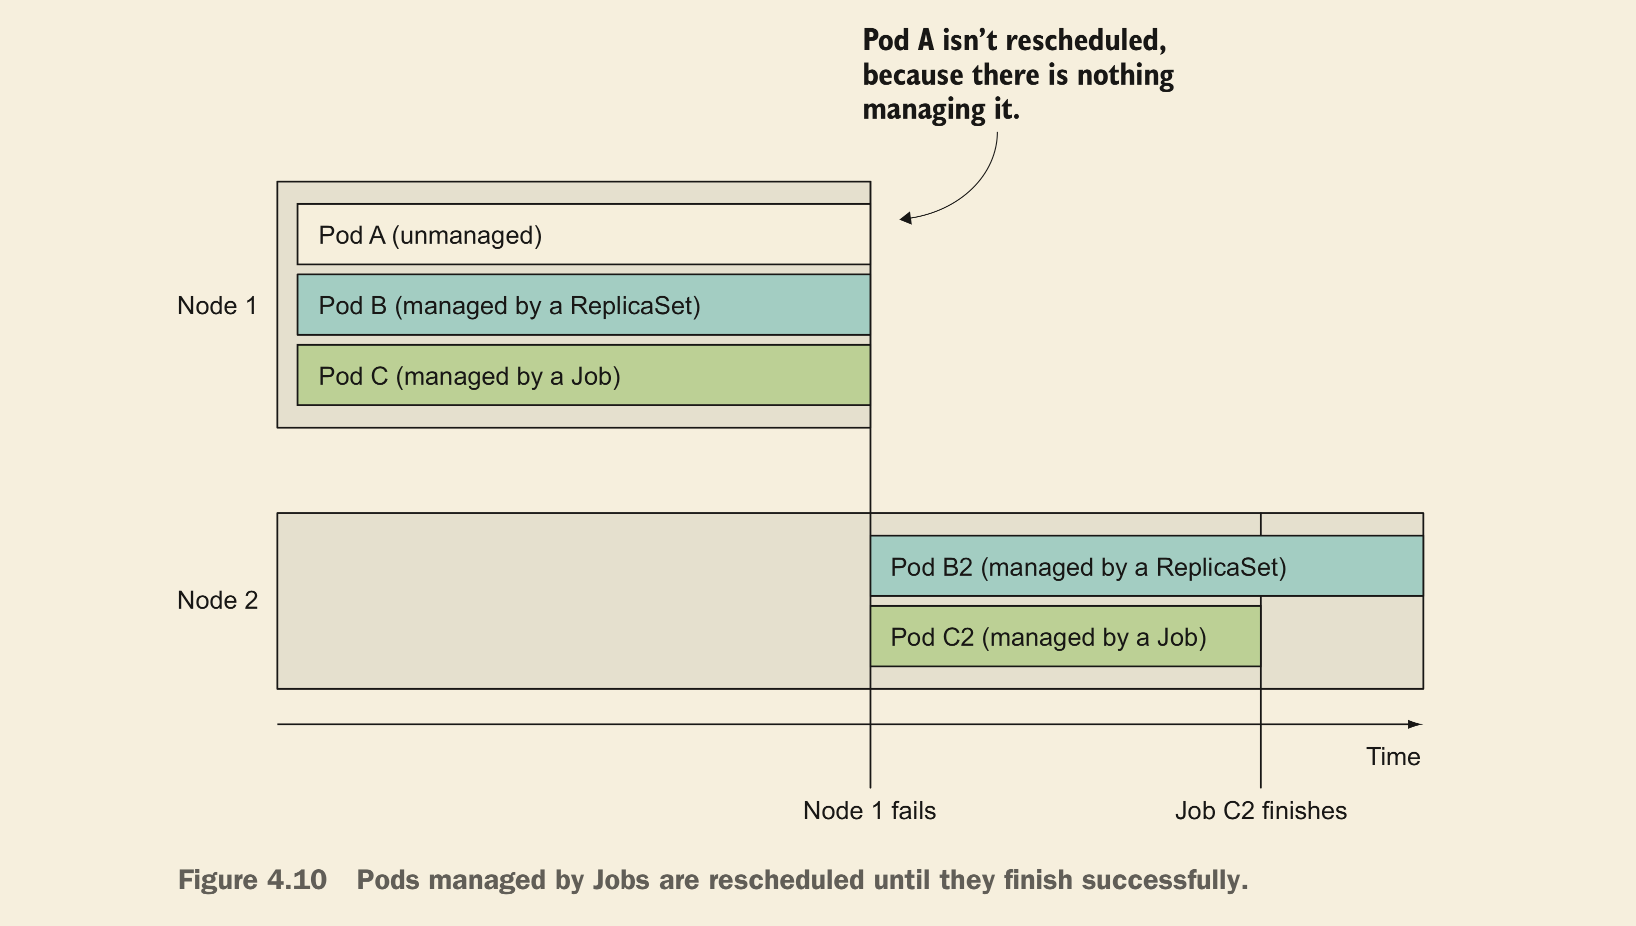 Pod A isn’t rescheduled,
because there is nothing
managing it.
Pod A (unmanaged)
Node 1
Pod B (managed by a ReplicaSet)
Pod C (managed by a Job)
Pod B2 (managed by a ReplicaSet)
Node 2
Pod C2 (managed by a Job)
Time
Node 1 fails
Job C2 finishes
Figure 4.10 Pods managed by Jobs are rescheduled until they finish successfully.